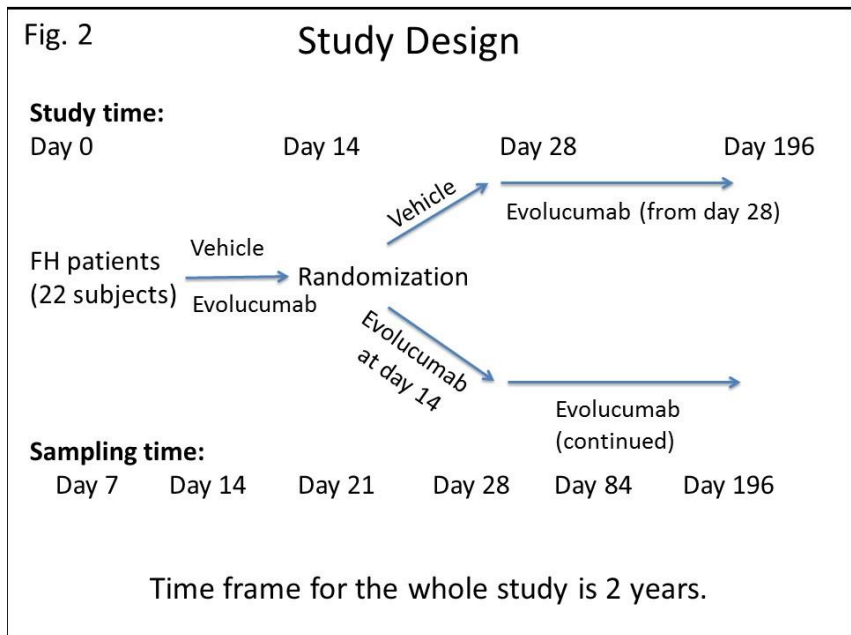 Fig. 2
Study Design
Study time:
Day 0 Day 14 Day 28 Day 196
Vehicle
Evolucumab (from day 28)
FH patients
(22 subjects)
Vehicle
Evolucumab
Randomization
Evolucumab
at day 14
Evolucumab
(continued)
Sampling time:
Day 7 Day 14 Day 21 Day 28 Day 84 Day 196
Time frame for the whole study is 2 years.